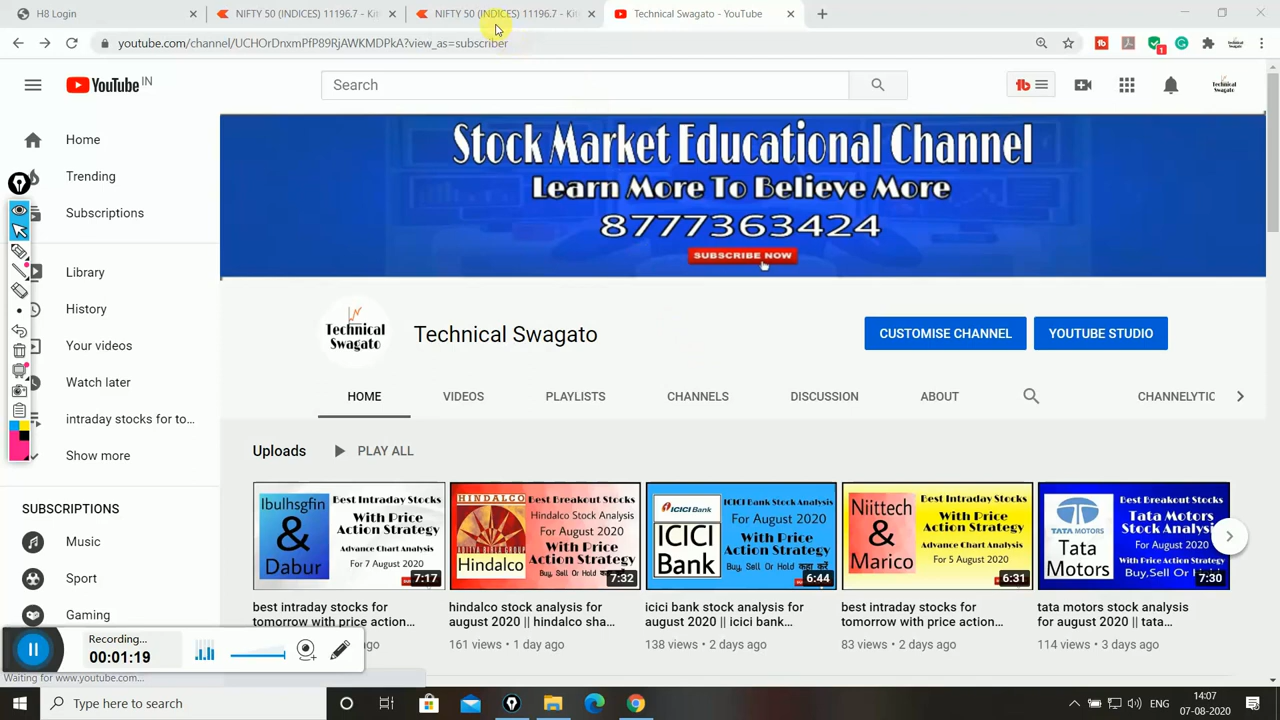 H8 Login
NIFTY 50 (INDICES) 11196.7 - Kit
NIFTY 50 (INDICES) 11196.7 - Kit
Technical Swagato - YouTube
youtube.com/channel/UCHOrDnxmPfP89RjAWKMDPkA?view_as=subscriber
YouTube IN
Search
Home
Trending
Subscriptions
Library
History
Your videos
Watch later
intraday stocks for to...
Show more
SUBSCRIPTIONS
Music
Sport
Gaming
Stock Market Educational Channel
Learn More To Believe More
8777363424
SUBSCRIBE NOW
Technical
Swagato
Technical Swagato
CUSTOMISE CHANNEL
YOUTUBE STUDIO
HOME
VIDEOS
PLAYLISTS
CHANNELS
DISCUSSION
ABOUT
CHANNELYTIC
Uploads
PLAY ALL
Ibulhsgfin
&
Dabur
Best Intraday Stocks
With Price
Action Strategy
Advance Chart Analysis
For 7 August 2020
7:17
best intraday stocks for
tomorrow with price action...
HINDALCO
Hindalco
Best Breakout Stocks
Hindalco Stock Analysis
For August 2020
With Price
Action Strategy
Buy, Sell Or Hold क्या करें
7:32
hindalco stock analysis for
august 2020 || hindalco sha...
161 views • 1 day ago
ICICI Bank
ICICI
Bank
ICICI Bank Stock Analysis
For August 2020
With Price
Action Strategy
Buy, Sell Or Hold क्या करें
6:44
icici bank stock analysis for
august 2020 || icici bank...
138 views • 2 days ago
Niittech
&
Marico
Best Intraday Stocks
With Price
Action Strategy
Advance Chart Analysis
For 5 August 2020
6:31
best intraday stocks for
tomorrow with price action...
83 views • 2 days ago
TATA MOTORS
Tata
Motors
Best Breakout Stocks
Tata Motors
Stock Analysis
For August 2020
With Price
Action Strategy
Buy,Sell Or Hold
7:30
tata motors stock analysis
for august 2020 || tata...
114 views • 3 days ago
Recording...
00:01:19
Waiting for www.youtube.com...
Type here to search
ENG
14:07
07-08-2020